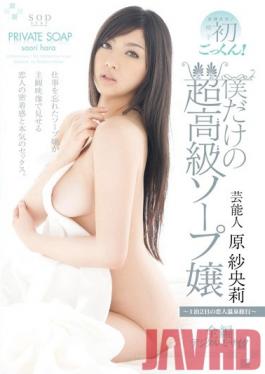 SOD
PRIVATE SOAP
saori hara
初
ごっくん!
僕だけの
超高級ソープ嬢
芸能人 原 紗央莉
〜1泊2日の恋人温泉旅行〜
仕事を忘れたソープ嬢が
主観映像で見せる
恋人の密着感と本気のセックス。
JAVHD